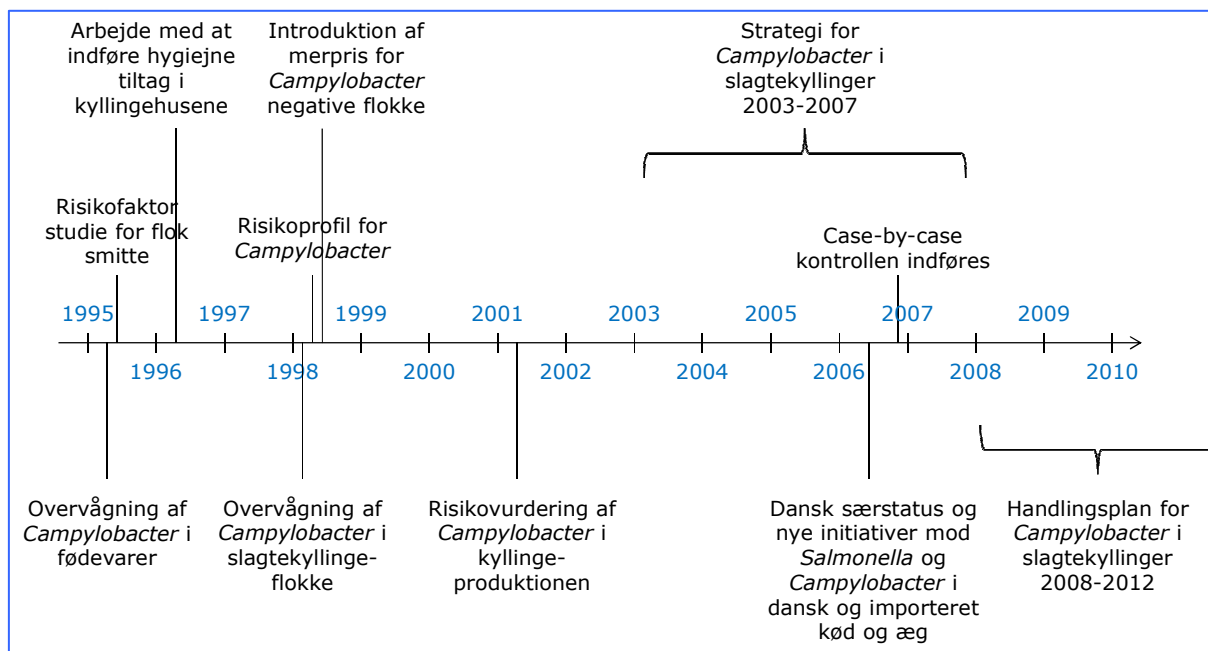 Arbejde med at
indføre hygiejne
tiltag i
kyllingehusene
Introduktion af
merpris for
Campylobacter
negative flokke
Strategi for
Campylobacter i
slagtekyllinger
2003-2007
Risikofaktor
studie for flok
smitte
Risikoprofil for
Campylobacter
Case-by-case
kontrollen indføres
1995 1997 1999 2001 2003 2005 2007 2009
1996 1998 2000 2002 2004 2006 2008 2010
Overvågning af
Campylobacter i
fødevarer
Overvågning af
Campylobacter i
slagtekyllinge-
flokke
Risikovurdering af
Campylobacter i
kyllinge-
produktionen
Dansk særstatus og
nye initiativer mod
Salmonella og
Campylobacter i
dansk og importeret
kød og æg
Handlingsplan for
Campylobacter i
slagtekyllinger
2008-2012